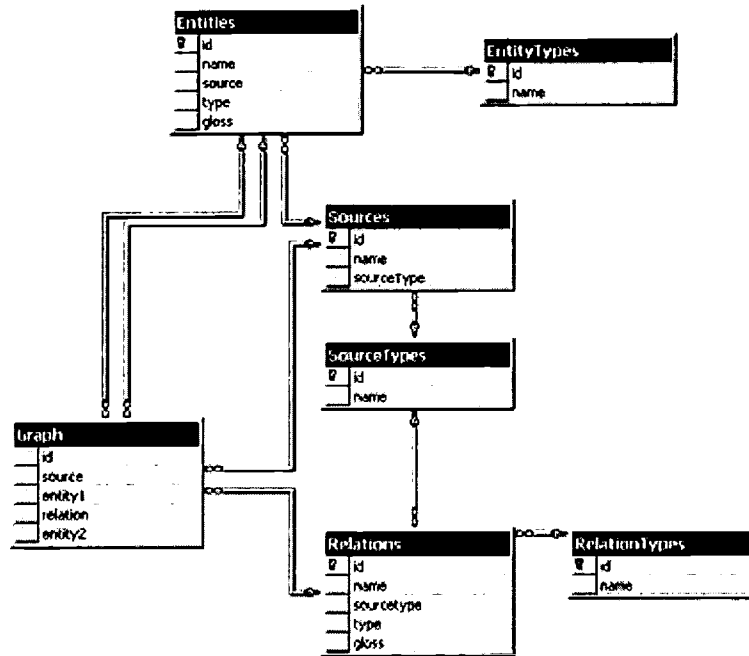 Entities
id
name
source
type
gloss
EntityTypes
id
name
Sources
id
name
sourceType
SourceTypes
id
name
Graph
id
source
entity1
relation
entity2
Relations
id
name
sourcetype
type
gloss
RelationTypes
id
name